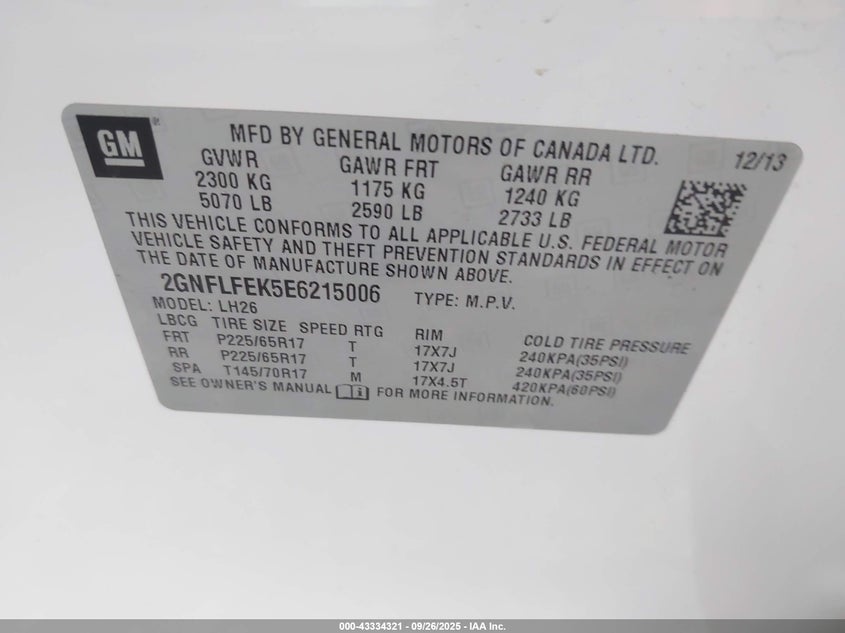 GM
MFD BY GENERAL MOTORS OF CANADA LTD. 12/13
GVWR GAWR FRT GAWR RR
2300 KG 1175 KG 1240 KG
5070 LB 2590 LB 2733 LB
THIS VEHICLE CONFORMS TO ALL APPLICABLE U.S. FEDERAL MOTOR
VEHICLE SAFETY AND THEFT PREVENTION STANDARDS IN EFFECT ON
THE DATE OF MANUFACTURE SHOWN ABOVE.
2GNFLFEK5E6215006 TYPE: M.P.V.
MODEL: LH26
LBCG TIRE SIZE SPEED RTG RIM COLD TIRE PRESSURE
FRT P225/65R17 T 17X7J 240KPA(35PSI)
RR P225/65R17 T 17X7J 240KPA(35PSI)
SPA T145/70R17 M 17X4.5T 420KPA(60PSI)
SEE OWNER'S MANUAL FOR MORE INFORMATION.
000-43334321 - 09/26/2025 - IAA Inc.